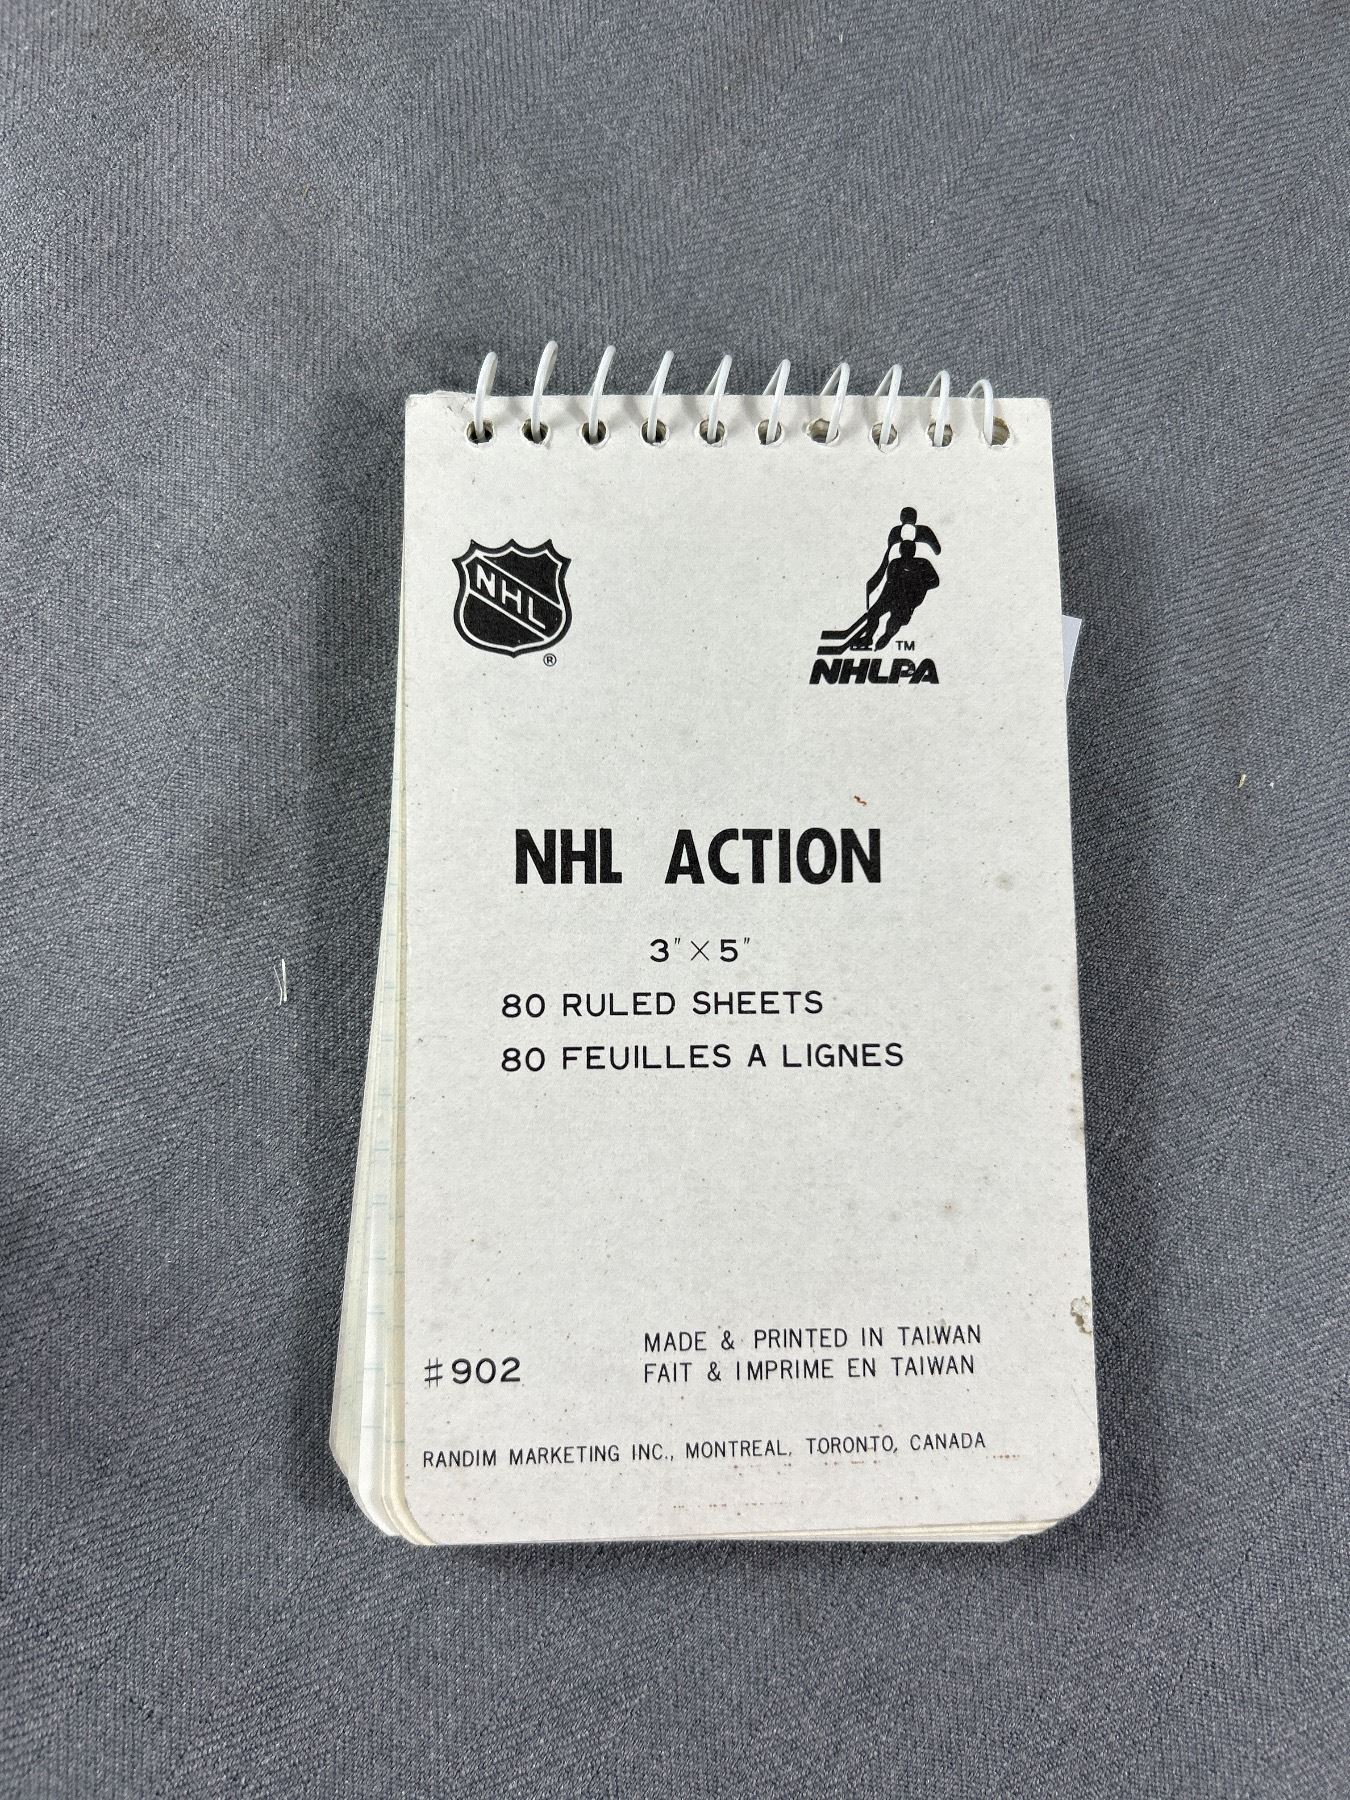 NHL
®
TM
NHLPA
NHL ACTION
3" X 5"
80 RULED SHEETS
80 FEUILLES A LIGNES
#902
MADE & PRINTED IN TAIWAN
FAIT & IMPRIME EN TAIWAN
RANDIM MARKETING INC., MONTREAL, TORONTO, CANADA